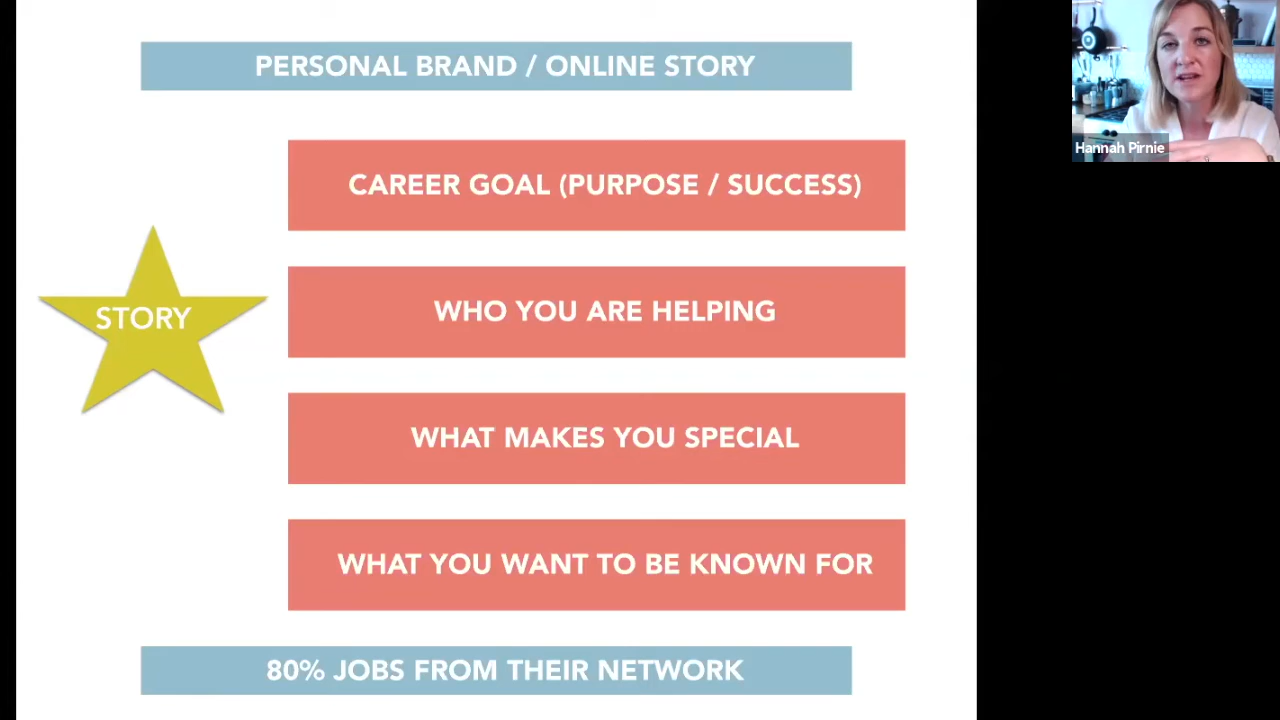 PERSONAL BRAND / ONLINE STORY
Hannah Pirnie
CAREER GOAL (PURPOSE / SUCCESS)
WHO YOU ARE HELPING
STORY
WHAT MAKES YOU SPECIAL
WHAT YOU WANT TO BE KNOWN FOR
80% JOBS FROM THEIR NETWORK